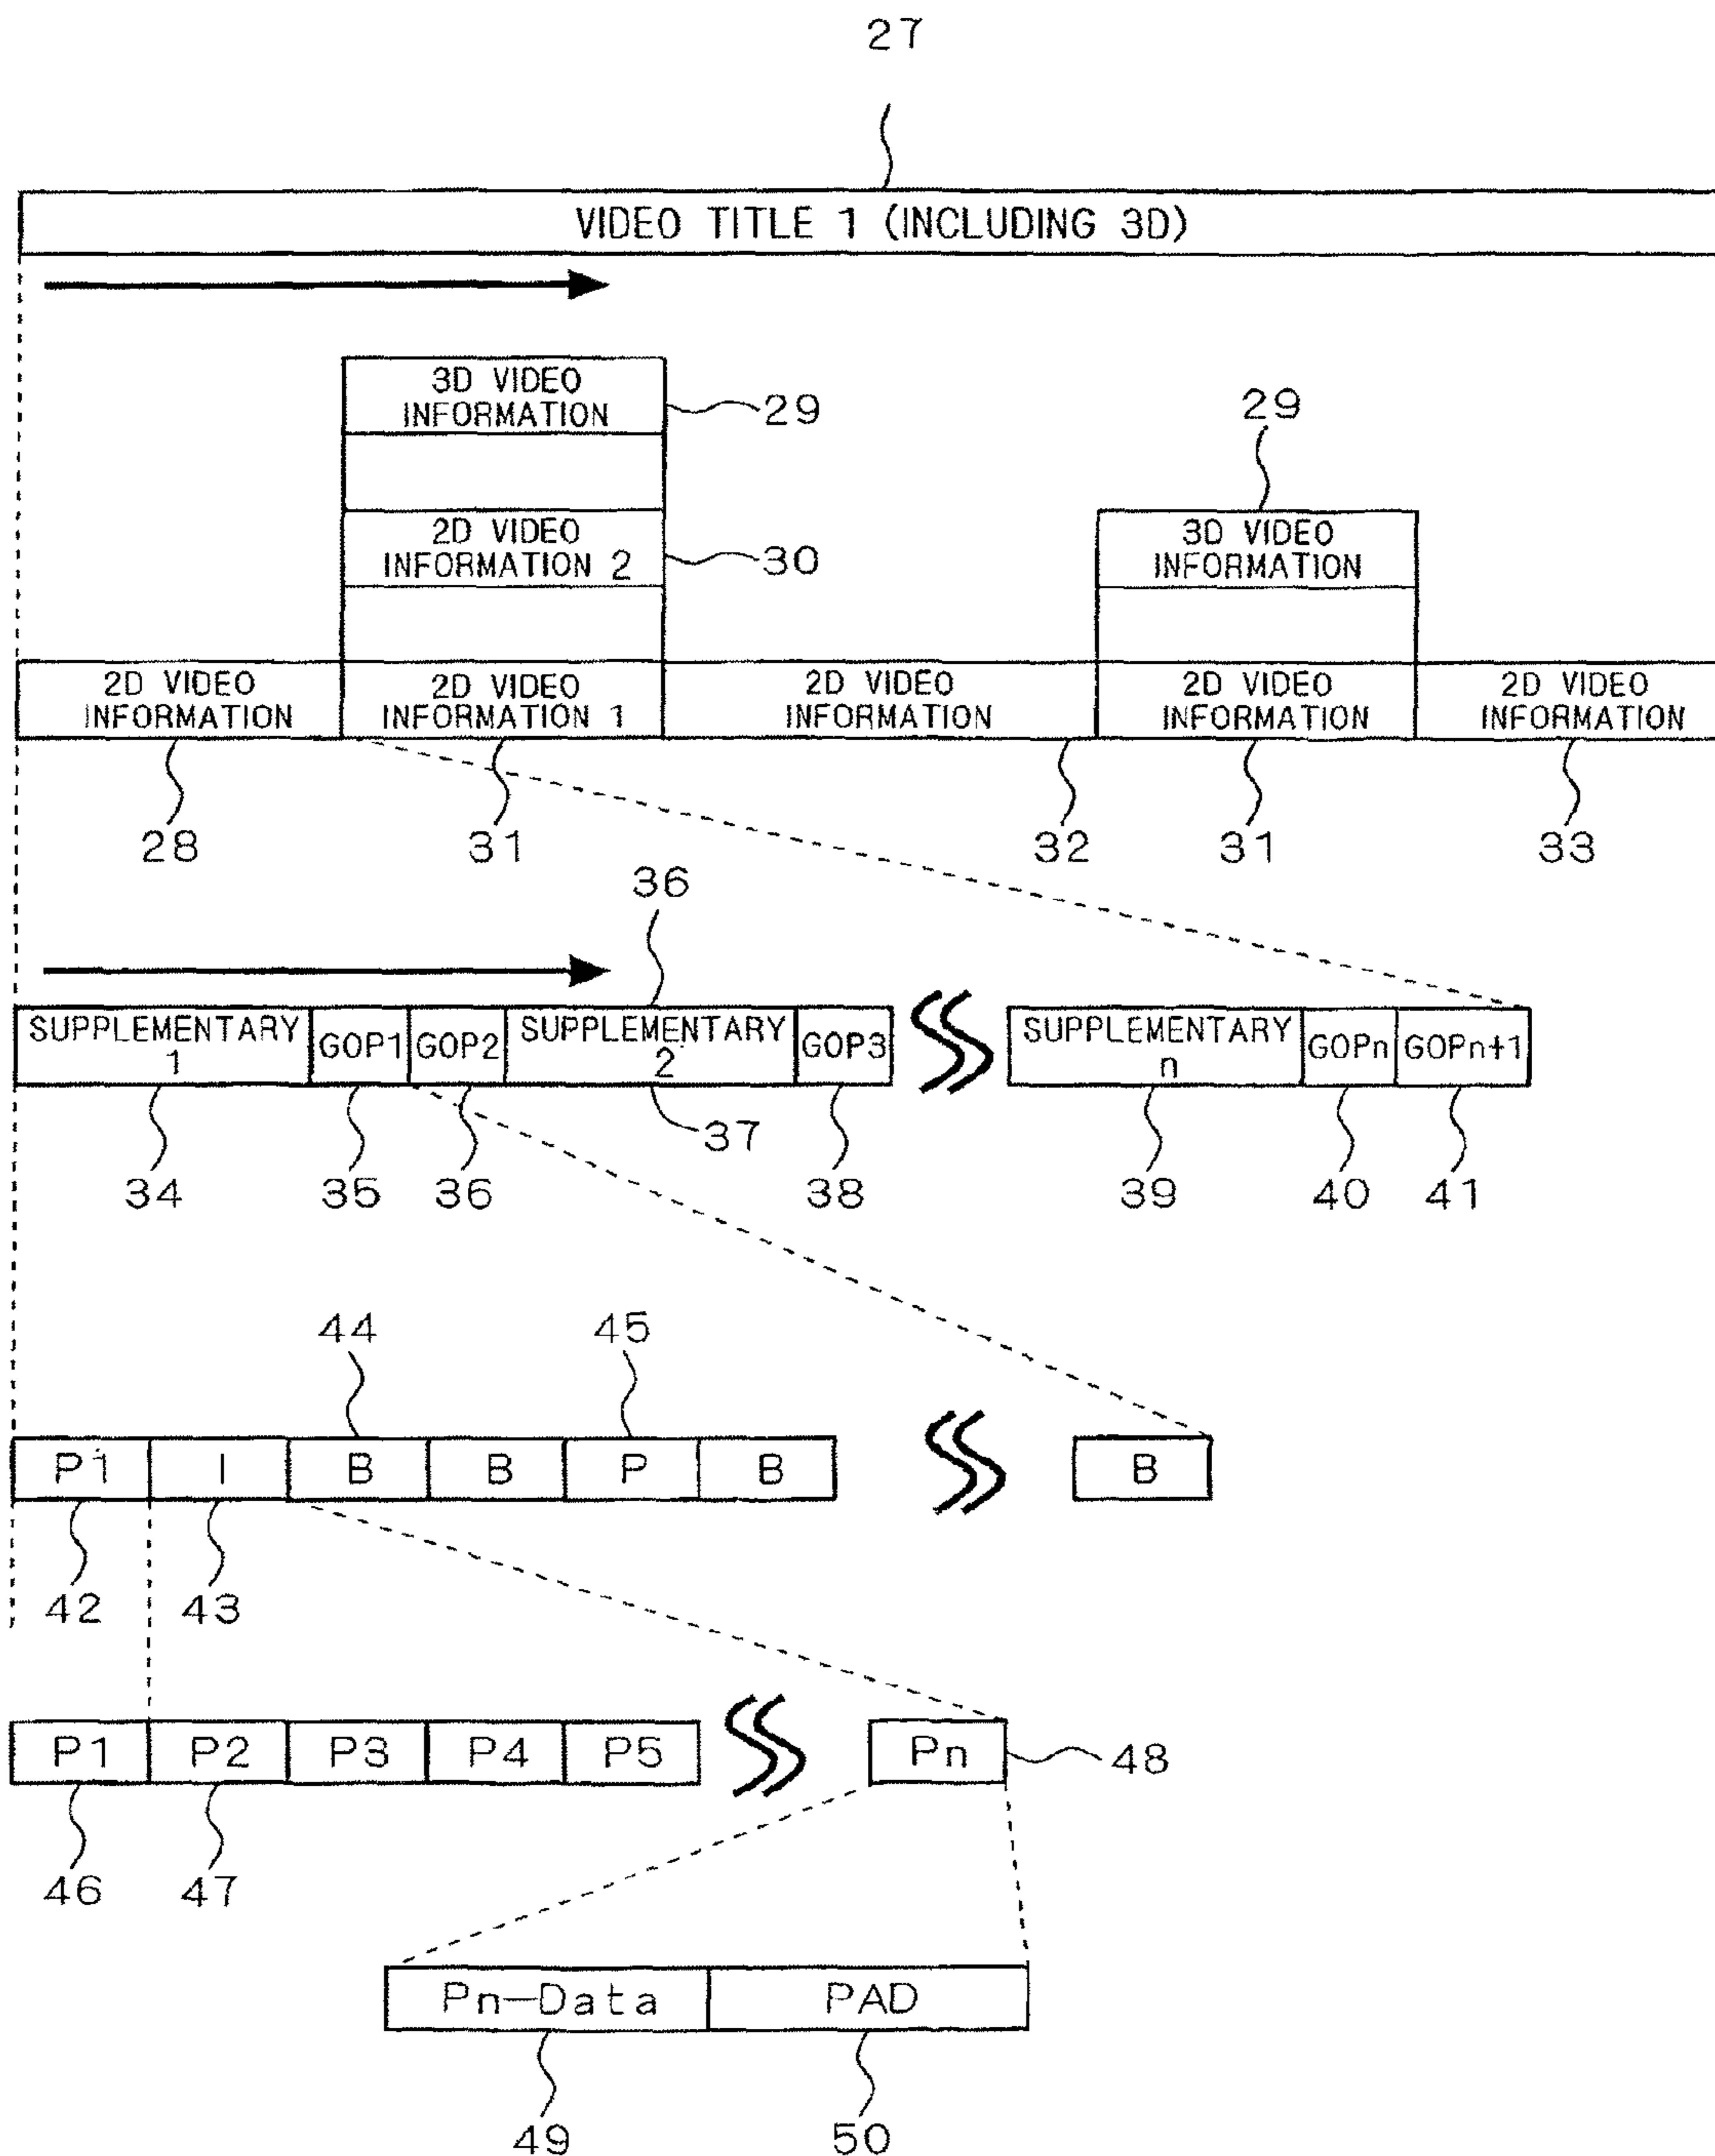 27
VIDEO TITLE 1 (INCLUDING 3D)
3D VIDEO
INFORMATION
29
29
2D VIDEO
INFORMATION 2
30
3D VIDEO
INFORMATION
2D VIDEO
INFORMATION
2D VIDEO
INFORMATION 1
2D VIDEO
INFORMATION
2D VIDEO
INFORMATION
2D VIDEO
INFORMATION
28
31
32
31
33
36
SUPPLEMENTARY
1
GOP1
GOP2
SUPPLEMENTARY
2
GOP3
SUPPLEMENTARY
n
GOPn
GOPn+1
34
35
36
37
38
39
40
41
44
45
P1
I
B
B
P
B
B
42
43
P1
P2
P3
P4
P5
Pn
48
46
47
Pn-Data
PAD
49
50